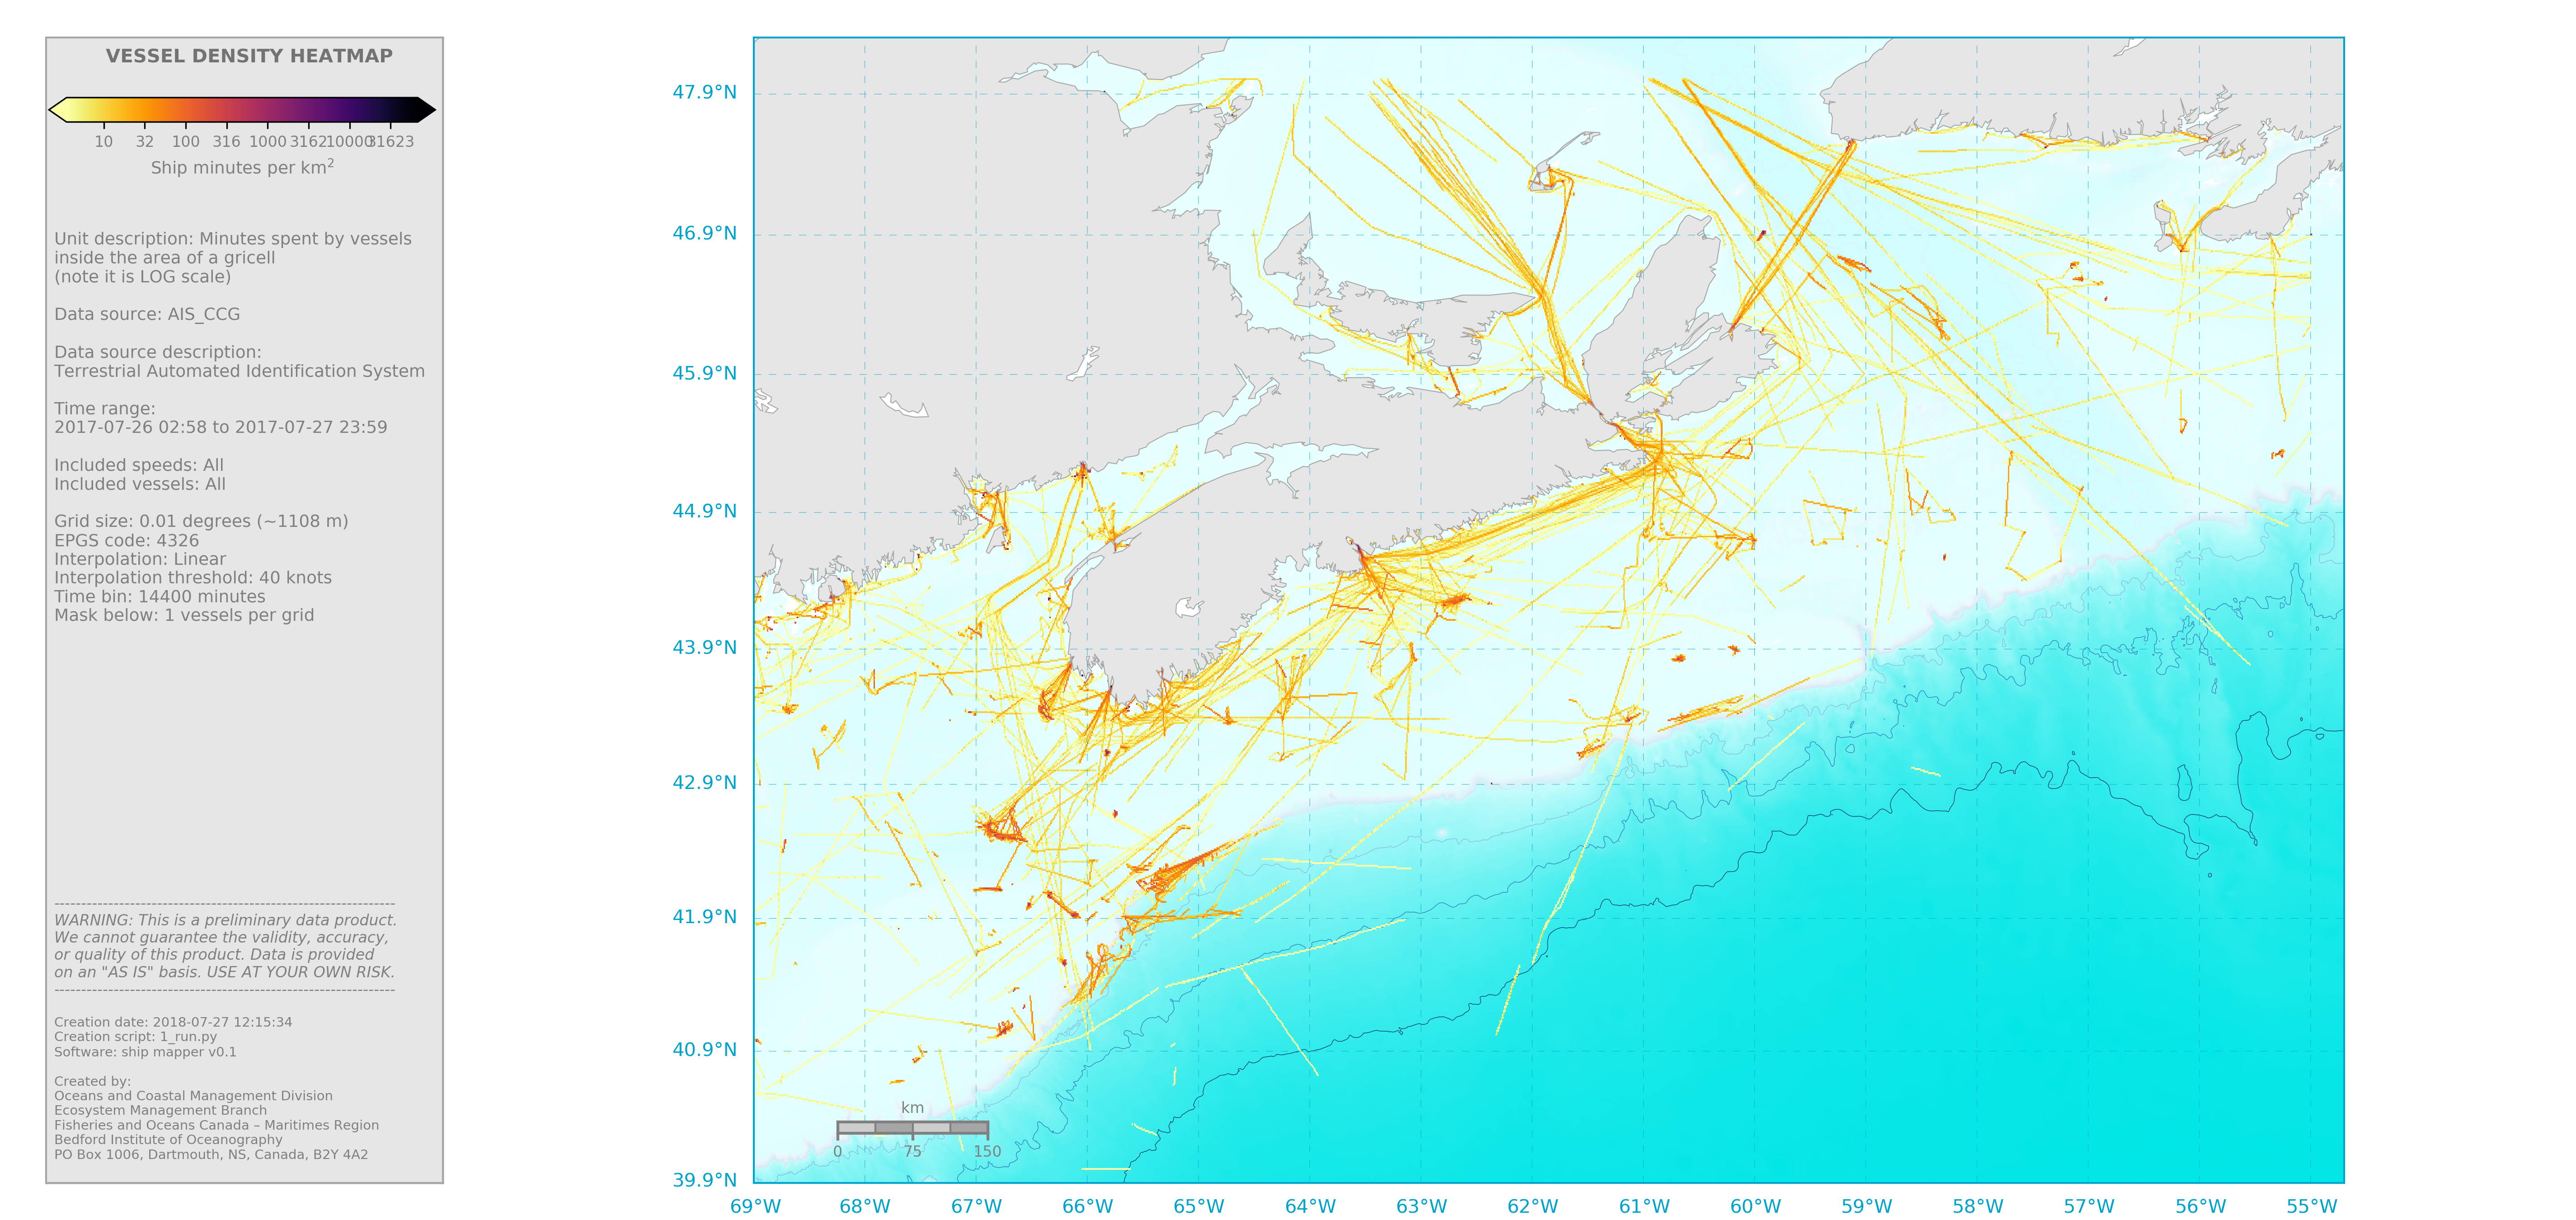 VESSEL DENSITY HEATMAP
10 32 100 316 1000 3162 10000 31623
Ship minutes per km2
Unit description: Minutes spent by vessels
inside the area of a gricell
(note it is LOG scale)
Data source: AIS_CCG
Data source description:
Terrestrial Automated Identification System
Time range:
2017-07-26 02:58 to 2017-07-27 23:59
Included speeds: All
Included vessels: All
Grid size: 0.01 degrees (~1108 m)
EPGS code: 4326
Interpolation: Linear
Interpolation threshold: 40 knots
Time bin: 14400 minutes
Mask below: 1 vessels per grid
----------------------------------------------------------------
WARNING: This is a preliminary data product.
We cannot guarantee the validity, accuracy,
or quality of this product. Data is provided
on an "AS IS" basis. USE AT YOUR OWN RISK.
----------------------------------------------------------------
Creation date: 2018-07-27 12:15:34
Creation script: 1_run.py
Software: ship mapper v0.1
Created by:
Oceans and Coastal Management Division
Ecosystem Management Branch
Fisheries and Oceans Canada – Maritimes Region
Bedford Institute of Oceanography
PO Box 1006, Dartmouth, NS, Canada, B2Y 4A2
47.9°N
46.9°N
45.9°N
44.9°N
43.9°N
42.9°N
41.9°N
40.9°N
39.9°N
km
0 75 150
69°W 68°W 67°W 66°W 65°W 64°W 63°W 62°W 61°W 60°W 59°W 58°W 57°W 56°W 55°W